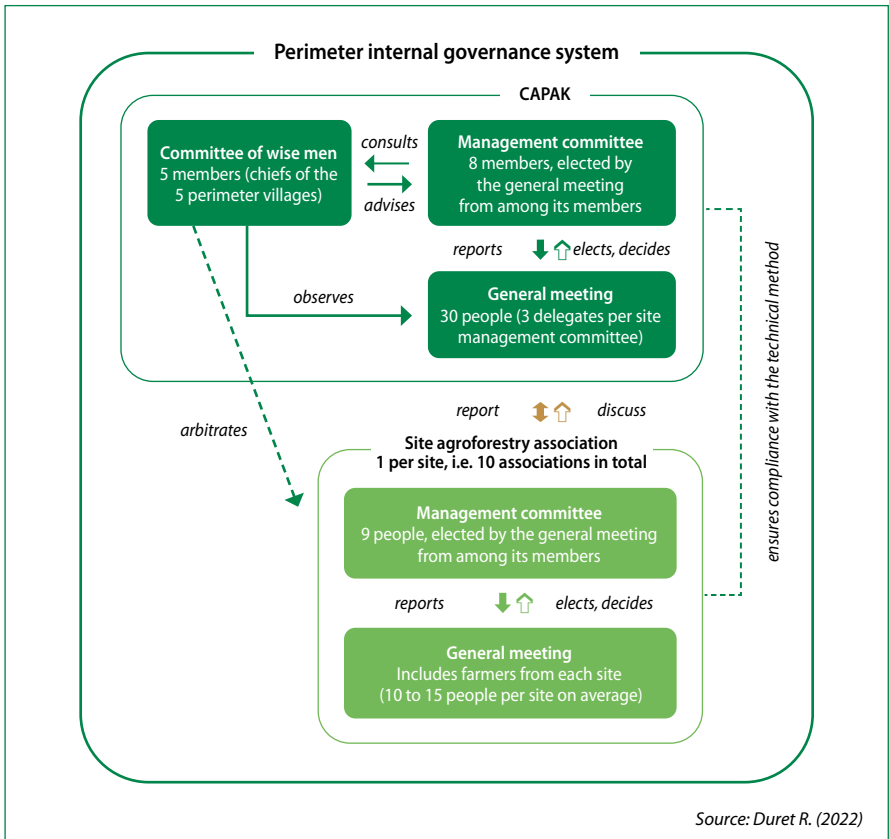 Perimeter internal governance system
CAPAK
Committee of wise men
5 members (chiefs of the
5 perimeter villages)
consults
advises
Management committee
8 members, elected by
the general meeting
from among its members
reports
elects, decides
observes
General meeting
30 people (3 delegates per site
management committee)
ensures compliance with the technical method
arbitrates
report
discuss
Site agroforestry association
1 per site, i.e. 10 associations in total
Management committee
9 people, elected by the general meeting
from among its members
reports
elects, decides
General meeting
Includes farmers from each site
(10 to 15 people per site on average)
Source: Duret R. (2022)